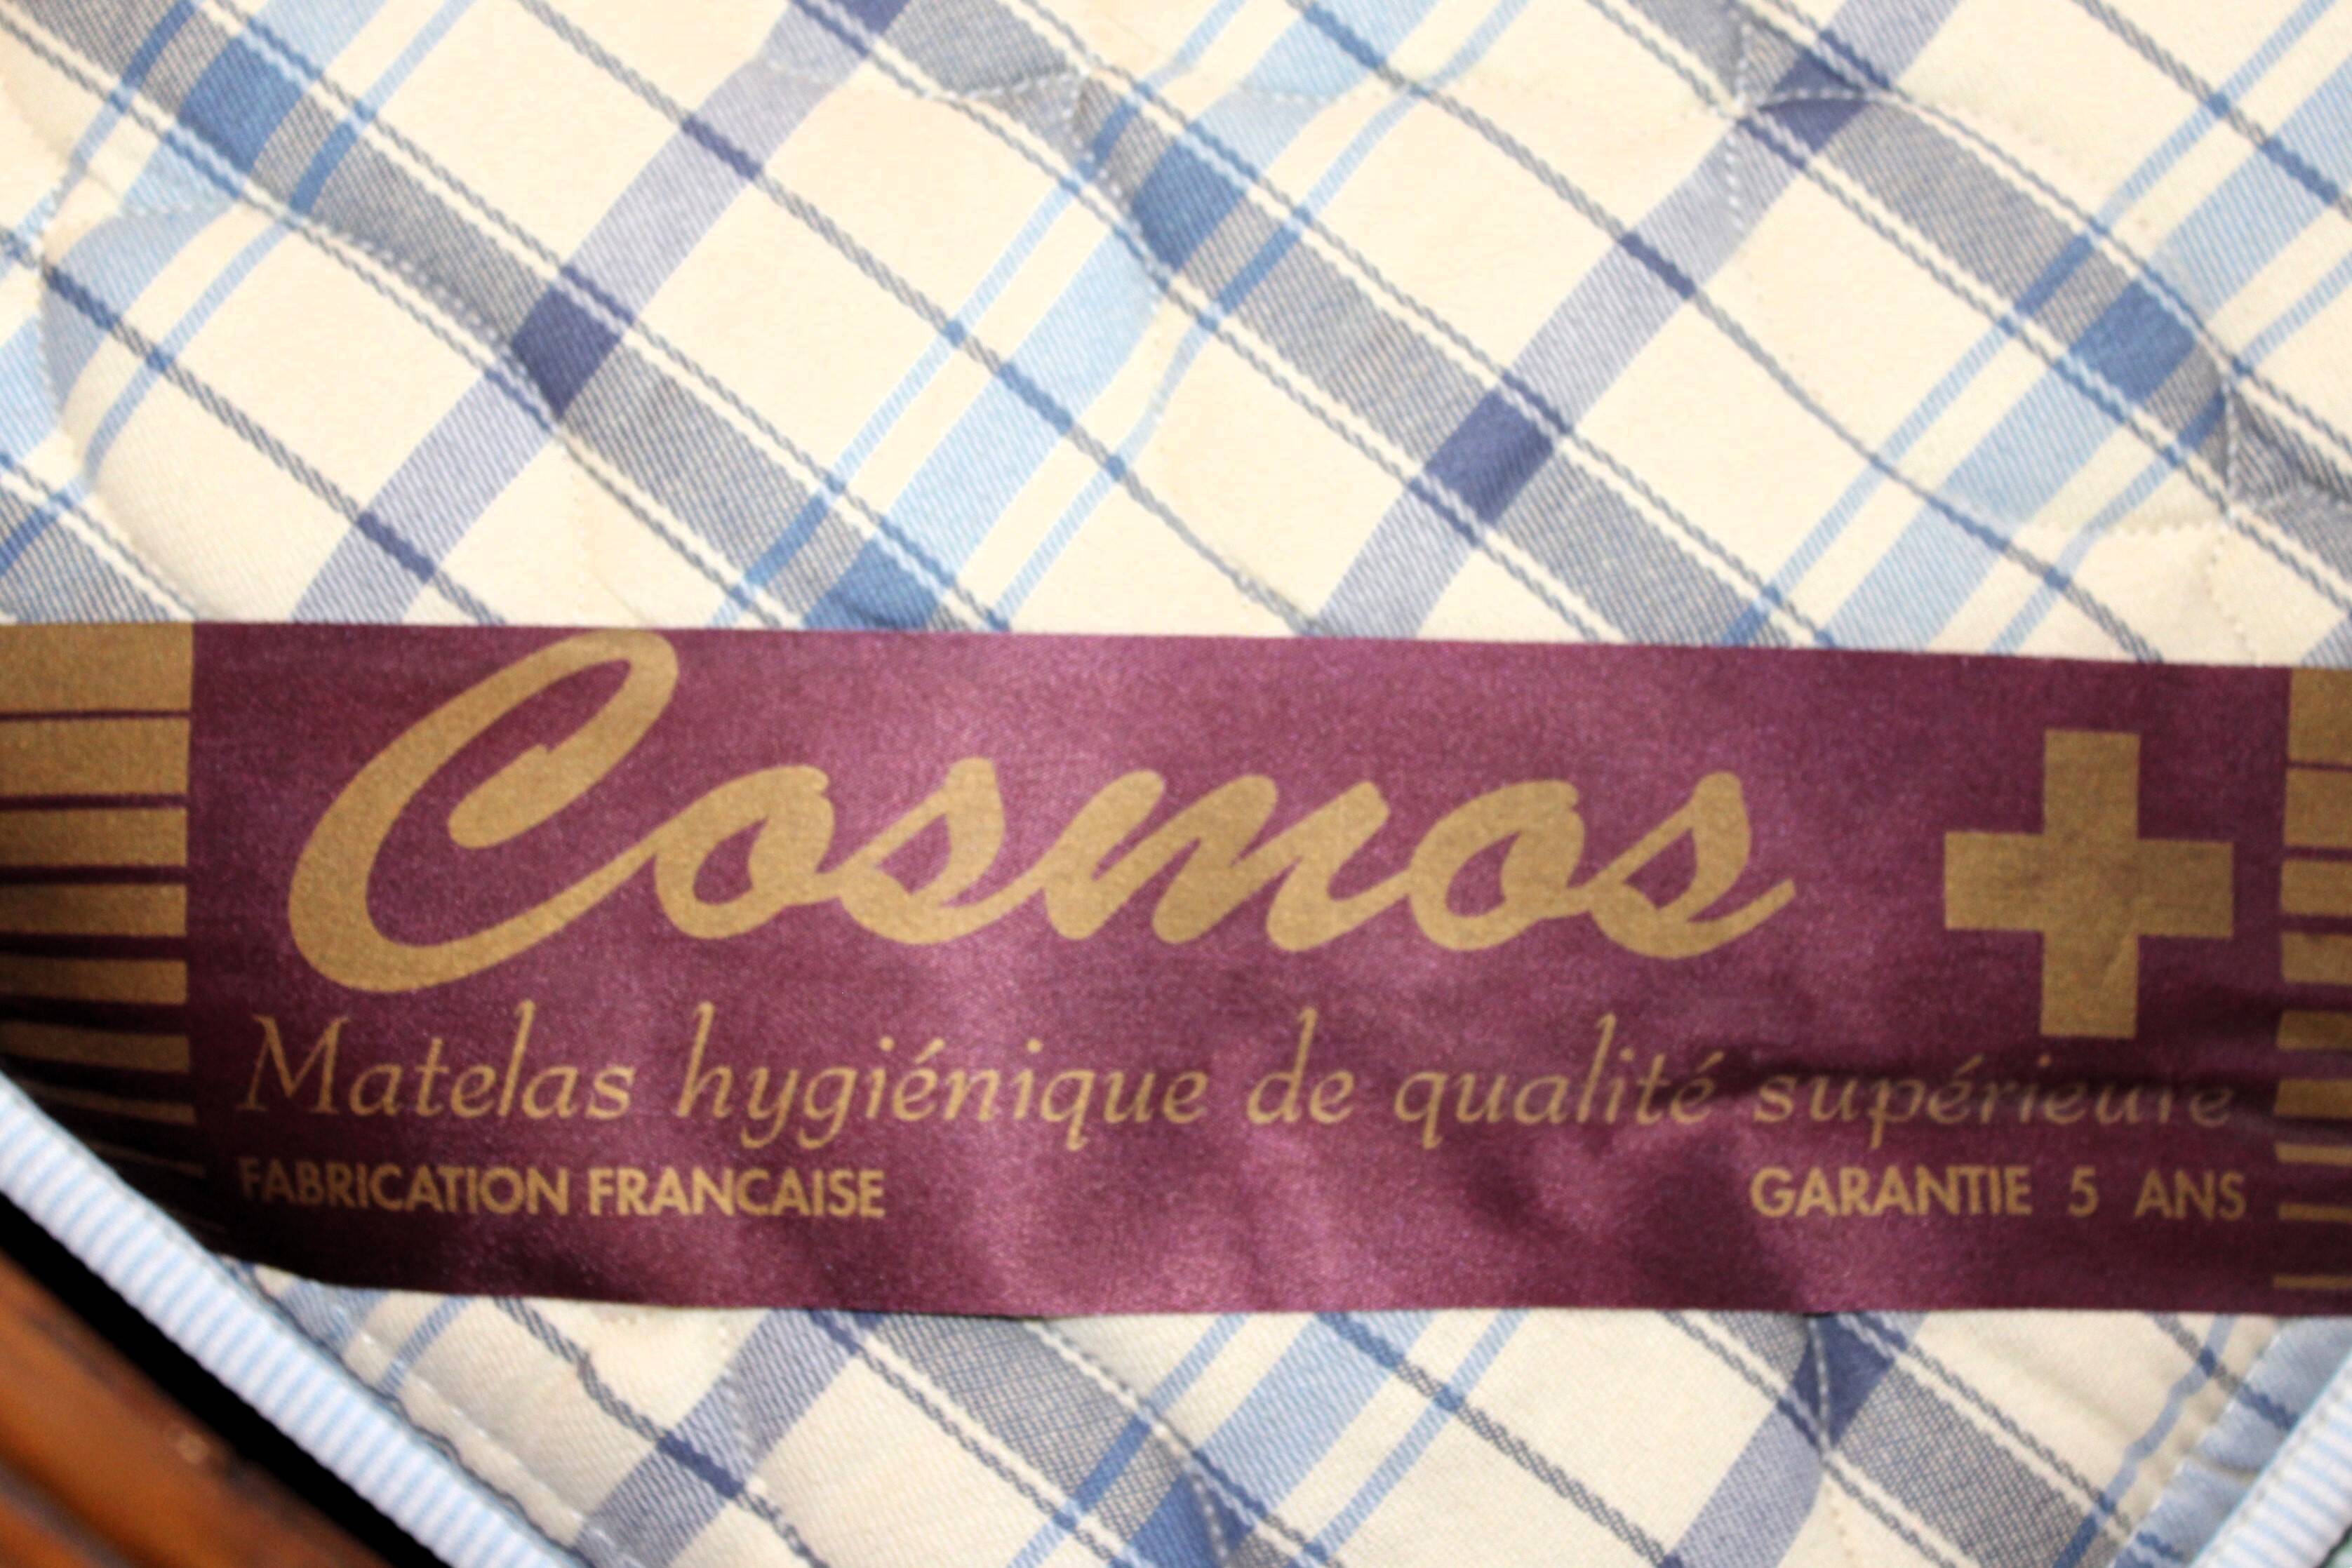 Cosmos +
Matelas hygiénique de qualité supérieure
FABRICATION FRANCAISE GARANTIE 5 ANS